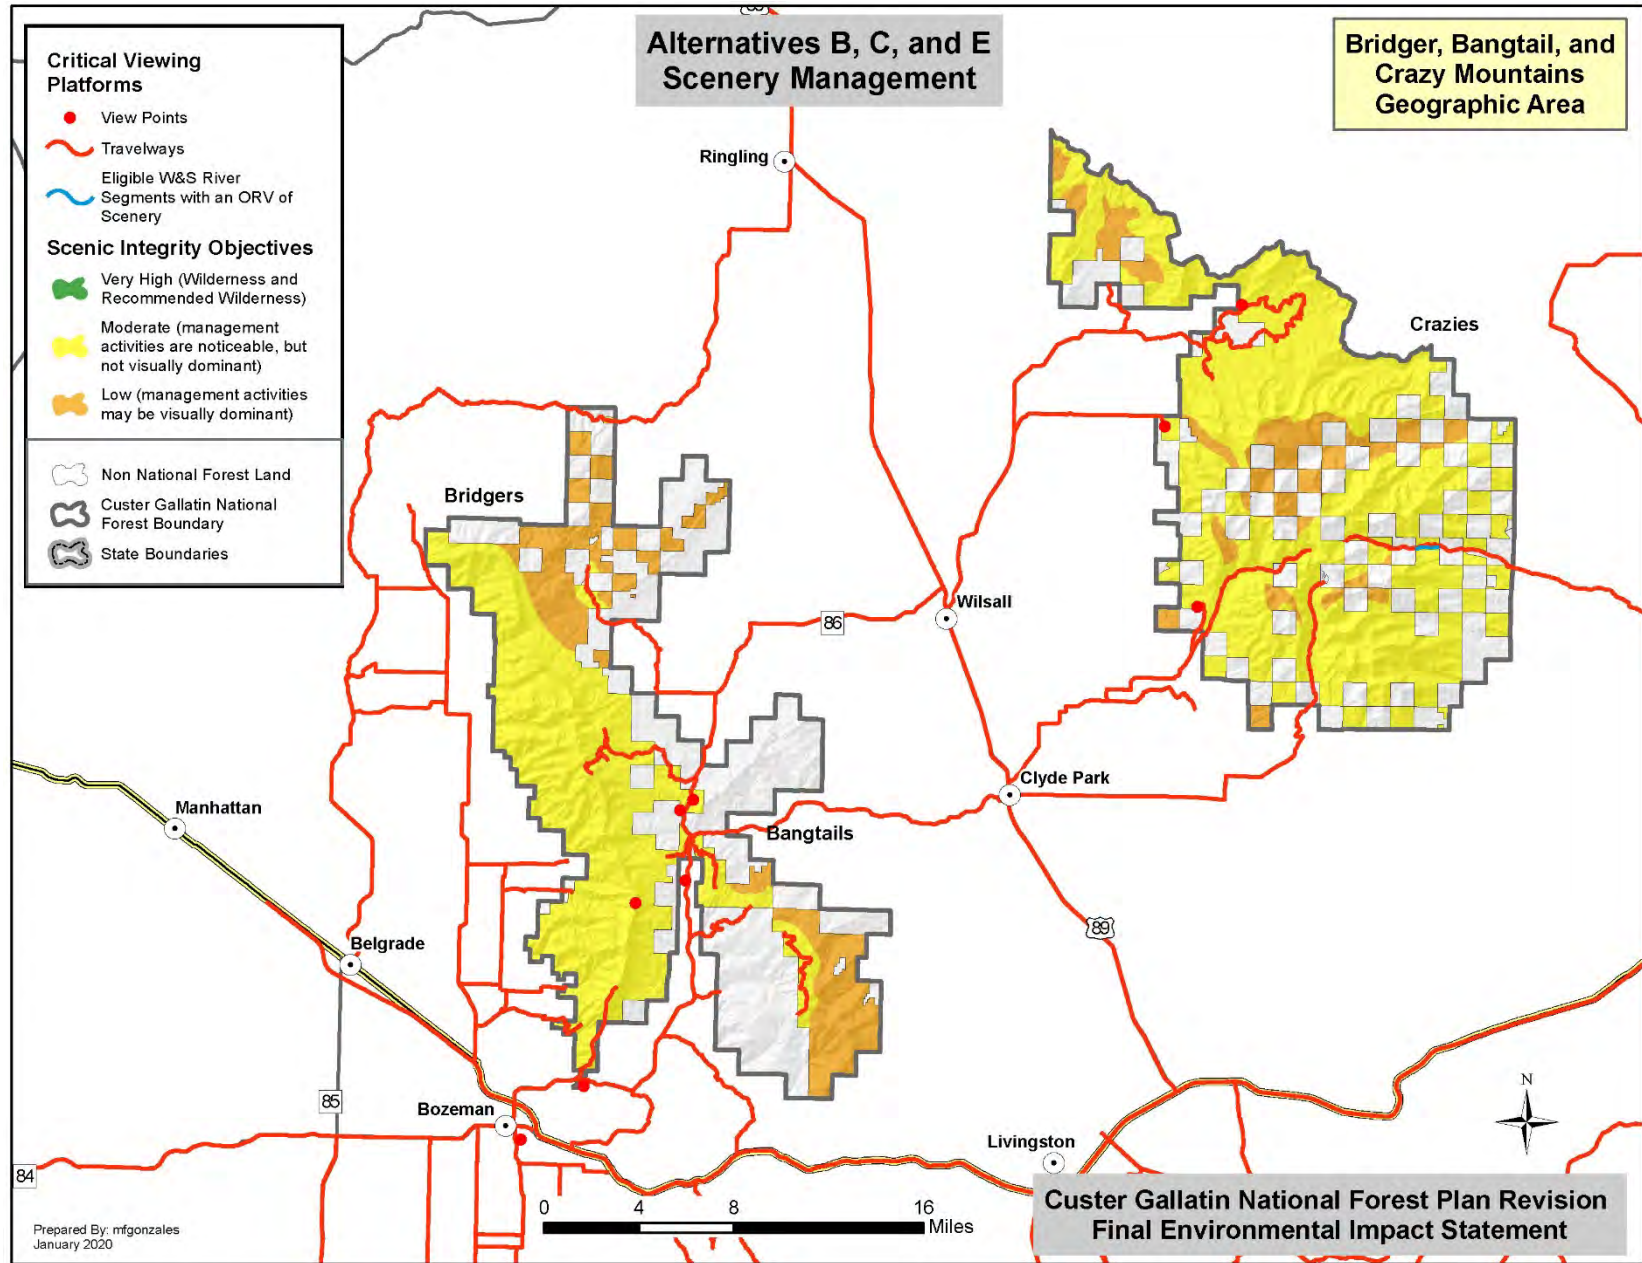 Alternatives B, C, and E
Scenery Management
Bridger, Bangtail, and
Crazy Mountains
Geographic Area
Critical Viewing
Platforms
View Points
Travelways
Eligible W&S River
Segments with an ORV of
Scenery
Scenic Integrity Objectives
Very High (Wilderness and
Recommended Wilderness)
Moderate (management
activities are noticeable, but
not visually dominant)
Low (management activities
may be visually dominant)
Non National Forest Land
Custer Gallatin National
Forest Boundary
State Boundaries
Ringling
Crazies
Bridgers
Wilsall
86
Clyde Park
Manhattan
Bangtails
89
Belgrade
85
Bozeman
Livingston
N
84
0 4 8 16
Miles
Custer Gallatin National Forest Plan Revision
Final Environmental Impact Statement
Prepared By: mfgonzales
January 2020